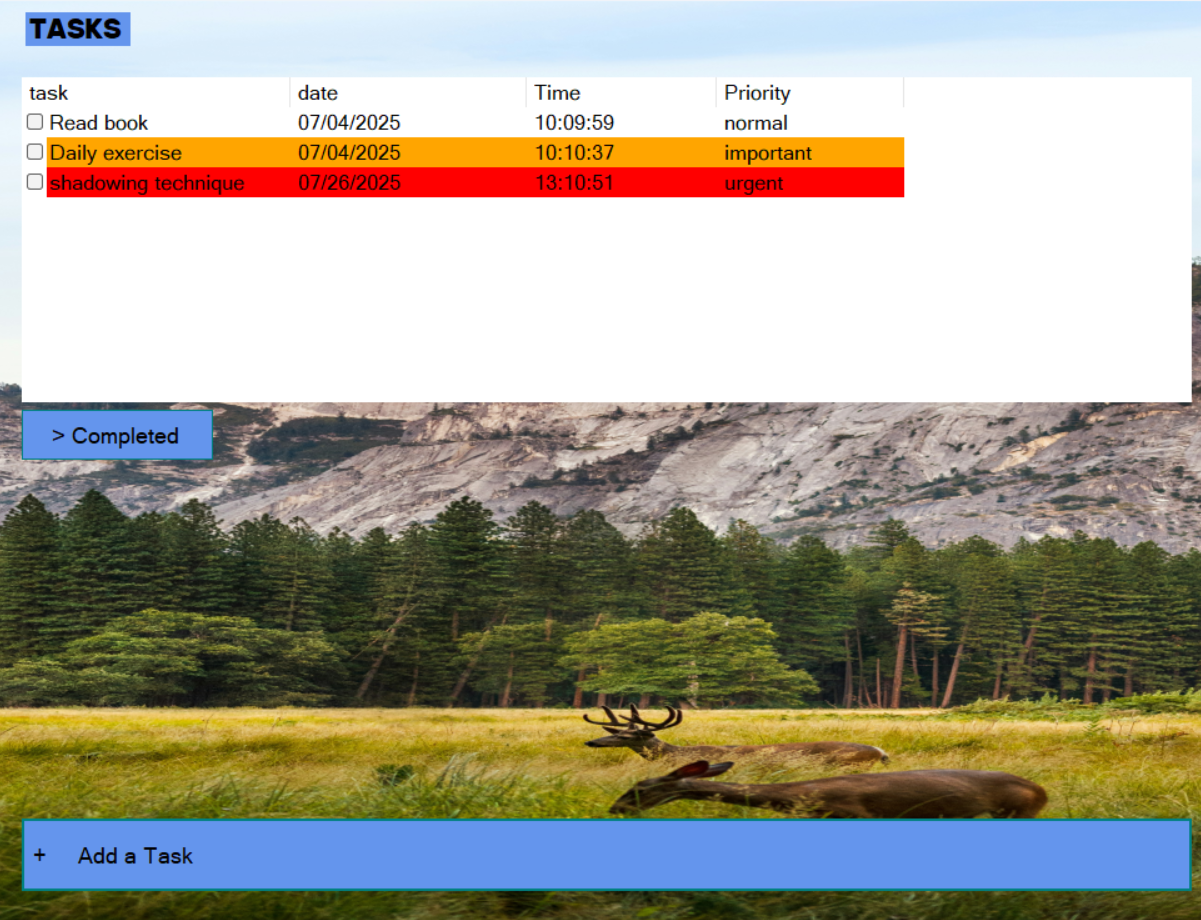 TASKS
task date Time Priority
Read book 07/04/2025 10:09:59 normal
Daily exercise 07/04/2025 10:10:37 important
shadowing technique 07/26/2025 13:10:51 urgent
> Completed
+ Add a Task